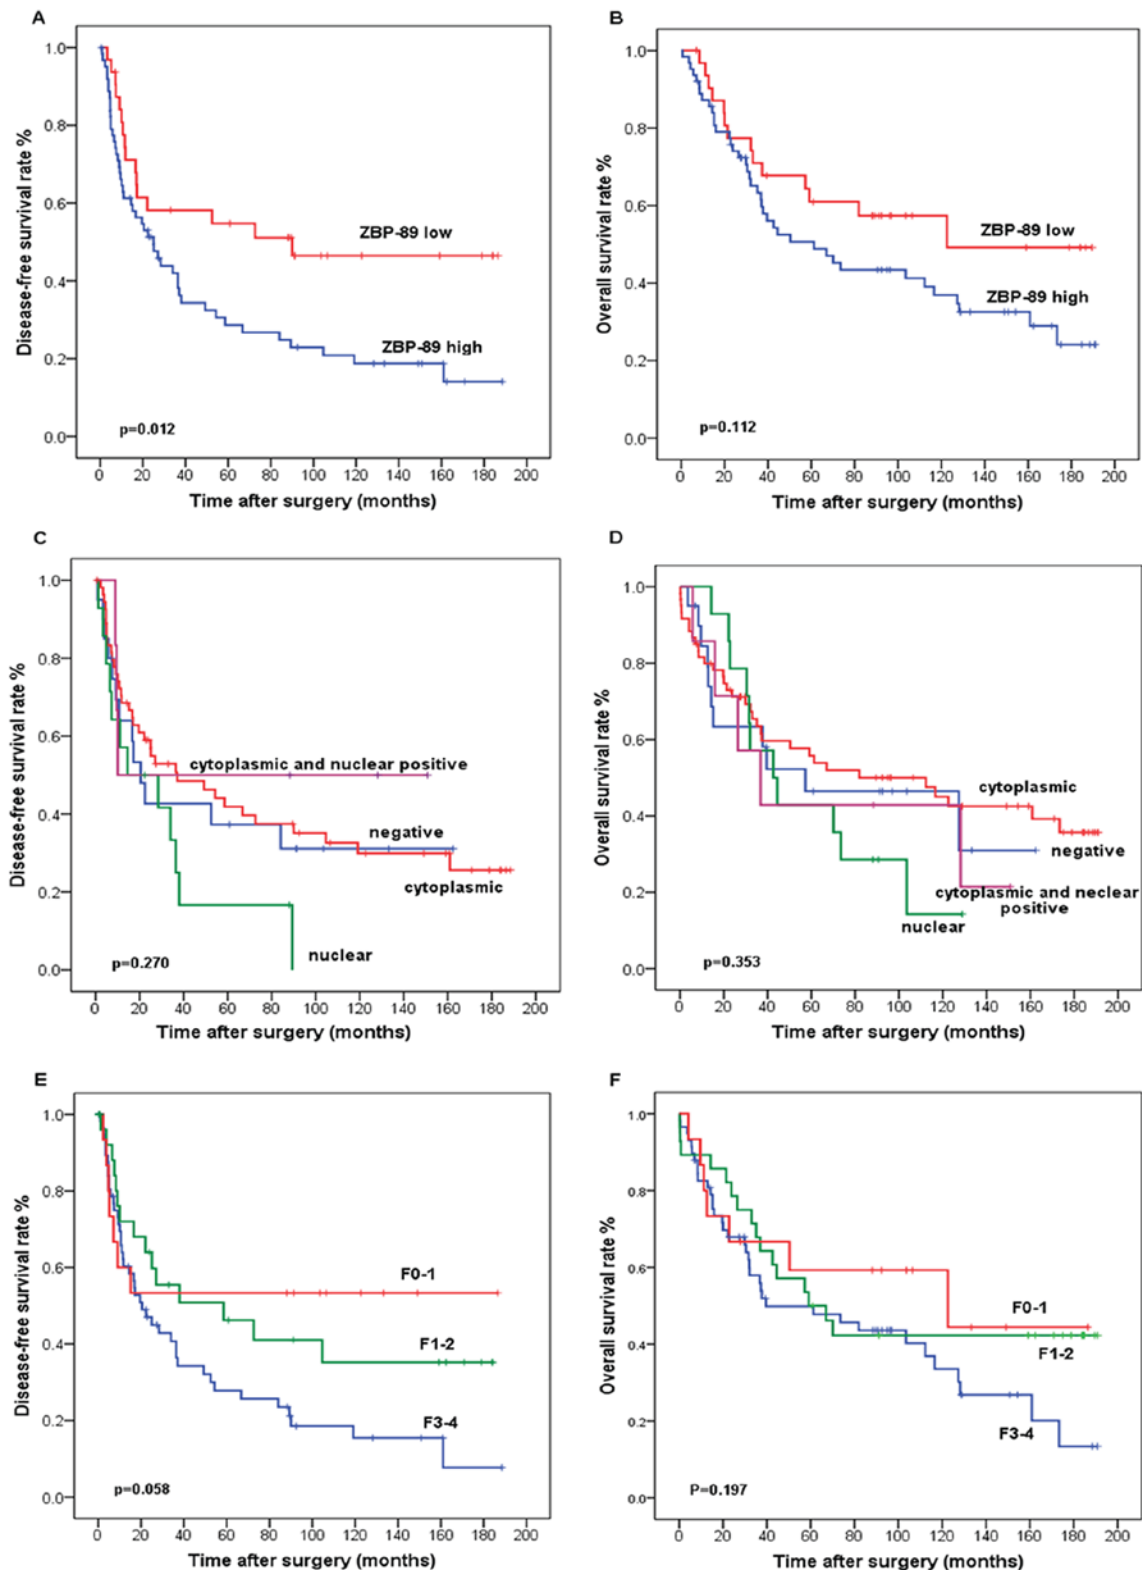 A
Disease-free survival rate %
1.0
0.8
0.6
0.4
0.2
0.0
ZBP-89 low
ZBP-89 high
p=0.012
0 20 40 60 80 100 120 140 160 180 200
Time after surgery (months)
B
Overall survival rate %
1.0
0.8
0.6
0.4
0.2
0.0
ZBP-89 low
ZBP-89 high
p=0.112
0 20 40 60 80 100 120 140 160 180 200
Time after surgery (months)
C
Disease-free survival rate %
1.0
0.8
0.6
0.4
0.2
0.0
cytoplasmic and nuclear positive
negative
cytoplasmic
nuclear
p=0.270
0 20 40 60 80 100 120 140 160 180 200
Time after surgery (months)
D
Overall survival rate %
1.0
0.8
0.6
0.4
0.2
0.0
cytoplasmic
negative
cytoplasmic and neclear
positive
nuclear
p=0.353
0 20 40 60 80 100 120 140 160 180 200
Time after surgery (months)
E
Disease-free survival rate %
1.0
0.8
0.6
0.4
0.2
0.0
F0-1
F1-2
F3-4
p=0.058
0 20 40 60 80 100 120 140 160 180 200
Time after surgery (months)
F
Overall survival rate %
1.0
0.8
0.6
0.4
0.2
0.0
F0-1
F1-2
F3-4
P=0.197
0 20 40 60 80 100 120 140 160 180 200
Time after surgery (months)